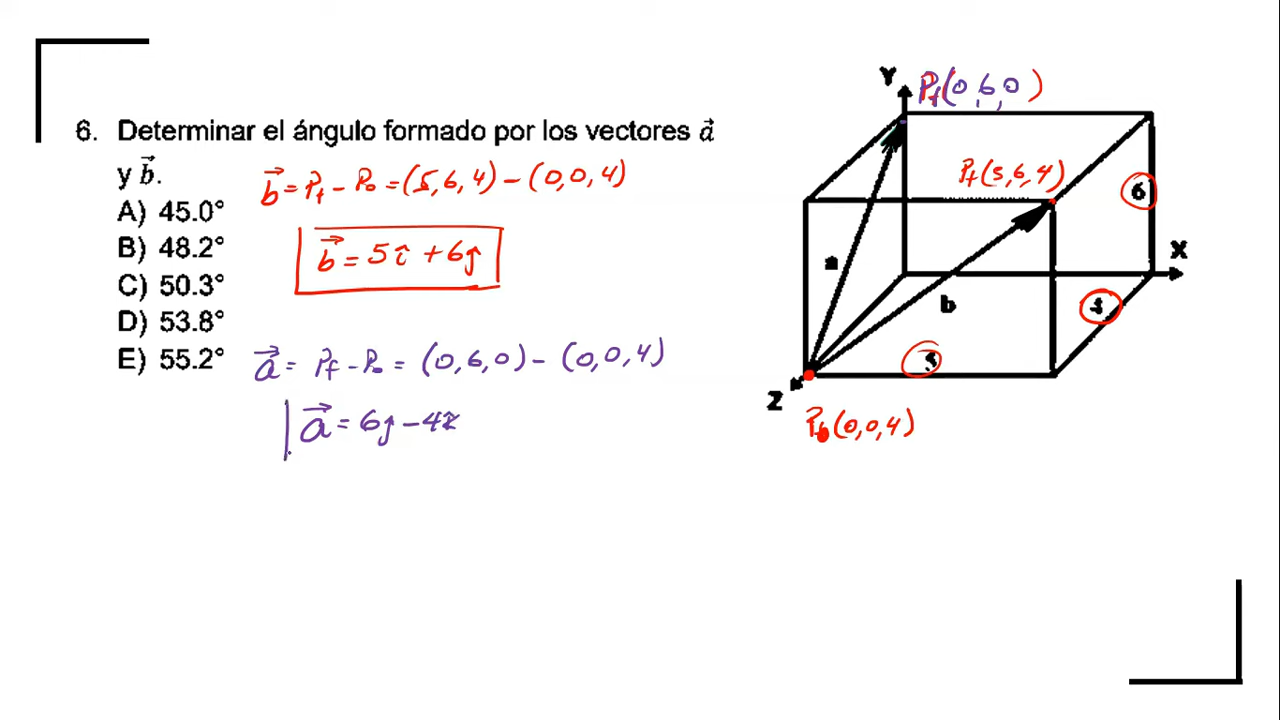 6. Determinar el ángulo formado por los vectores a⃗
y b⃗.
b⃗ = Pf - Po = (5,6,4) - (0,0,4)
A) 45.0°
B) 48.2°
b⃗ = 5î + 6ĵ
C) 50.3°
D) 53.8°
E) 55.2°
a⃗ = Pf - Po = (0,6,0) - (0,0,4)
a⃗ = 6ĵ - 4k̂
Y
Pf(0,6,0)
Pf(5,6,4)
6
X
a
b
4
5
Z
Po(0,0,4)